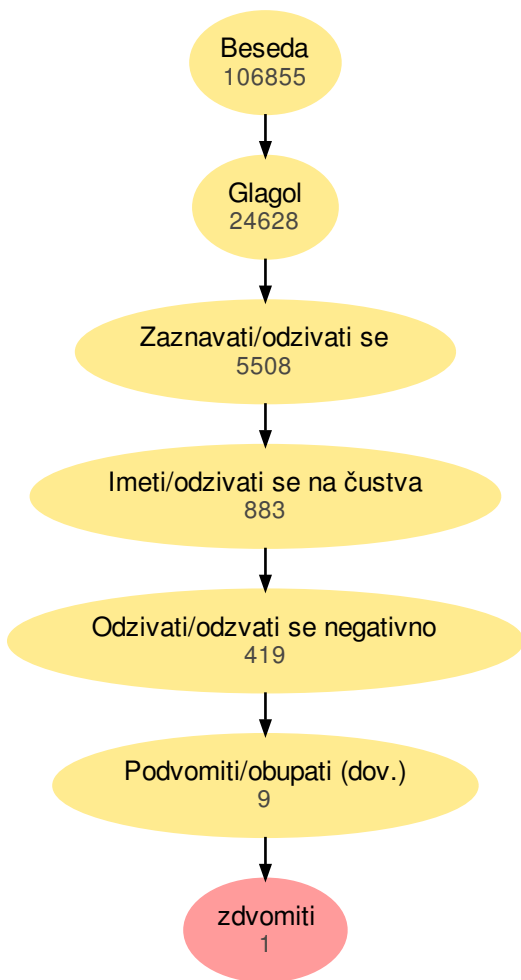 Beseda
106855
Glagol
24628
Zaznavati/odzivati se
5508
Imeti/odzivati se na čustva
883
Odzivati/odzvati se negativno
419
Podvomiti/obupati (dov.)
9
zdvomiti
1